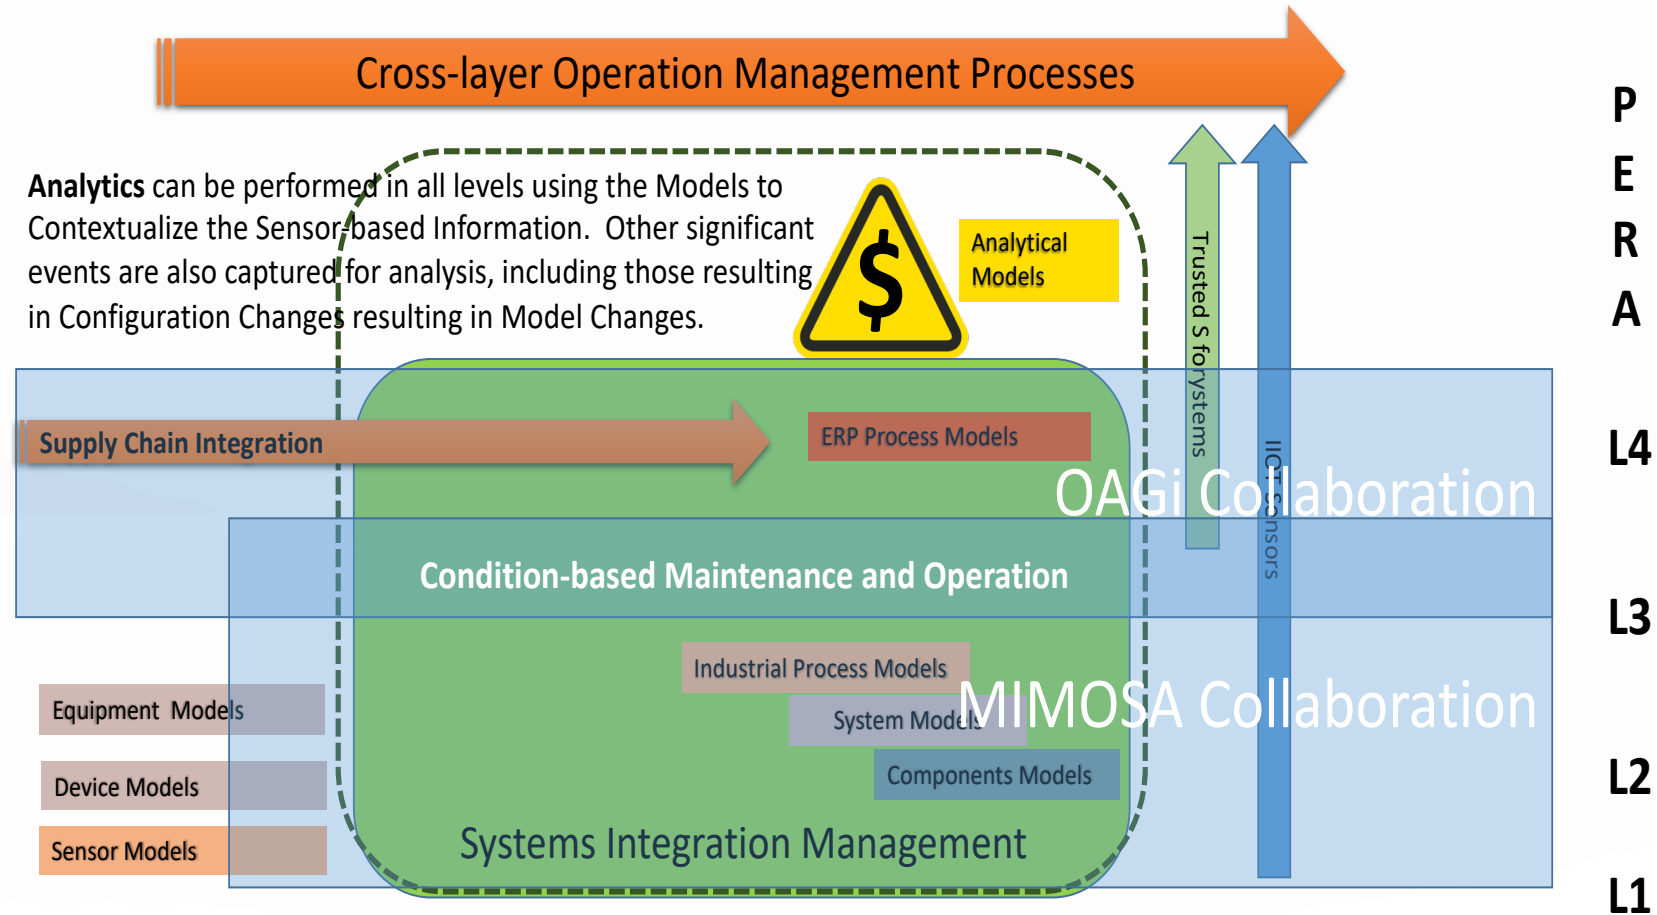 Cross-layer Operation Management Processes
P
E
R
A
Analytics can be performed in all levels using the Models to
Contextualize the Sensor-based Information.  Other significant
events are also captured for analysis, including those resulting
in Configuration Changes resulting in Model Changes.
$
Analytical
Models
Trusted S forystems
IIOT Sensors
Supply Chain Integration
ERP Process Models
L4
OAGi Collaboration
Condition-based Maintenance and Operation
L3
Industrial Process Models
MIMOSA Collaboration
System Models
Equipment  Models
Components Models
L2
Device Models
Systems Integration Management
Sensor Models
L1